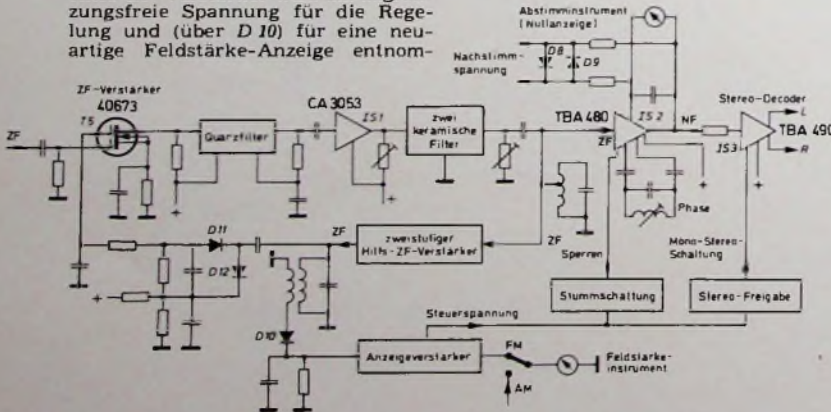 zungsfreie Spannung für die Rege-
lung und (über D 10) für eine neu-
artige Feldstärke-Anzeige entnom-
Abstimminstrument
(Nullanzeige)
Nachstimm-
spannung
D8
D9
ZF-Verstärker
40673
T5
ZF
Quarzfilter
CA 3053
IS1
zwei
keramische
Filter
TBA 480
IS 2
ZF
NF
Stereo-Decoder
L
TBA 490
R
IS3
Phase
D11
D12
ZF
zweistufiger
Hilfs-ZF-Verstärker
ZF
Sperren
Mono-Stereo-
Schaltung
Stummschaltung
Stereo-Freigabe
Steuerspannung
D10
Anzeigeverstärker
FM
AM
Feldstärke-
instrument